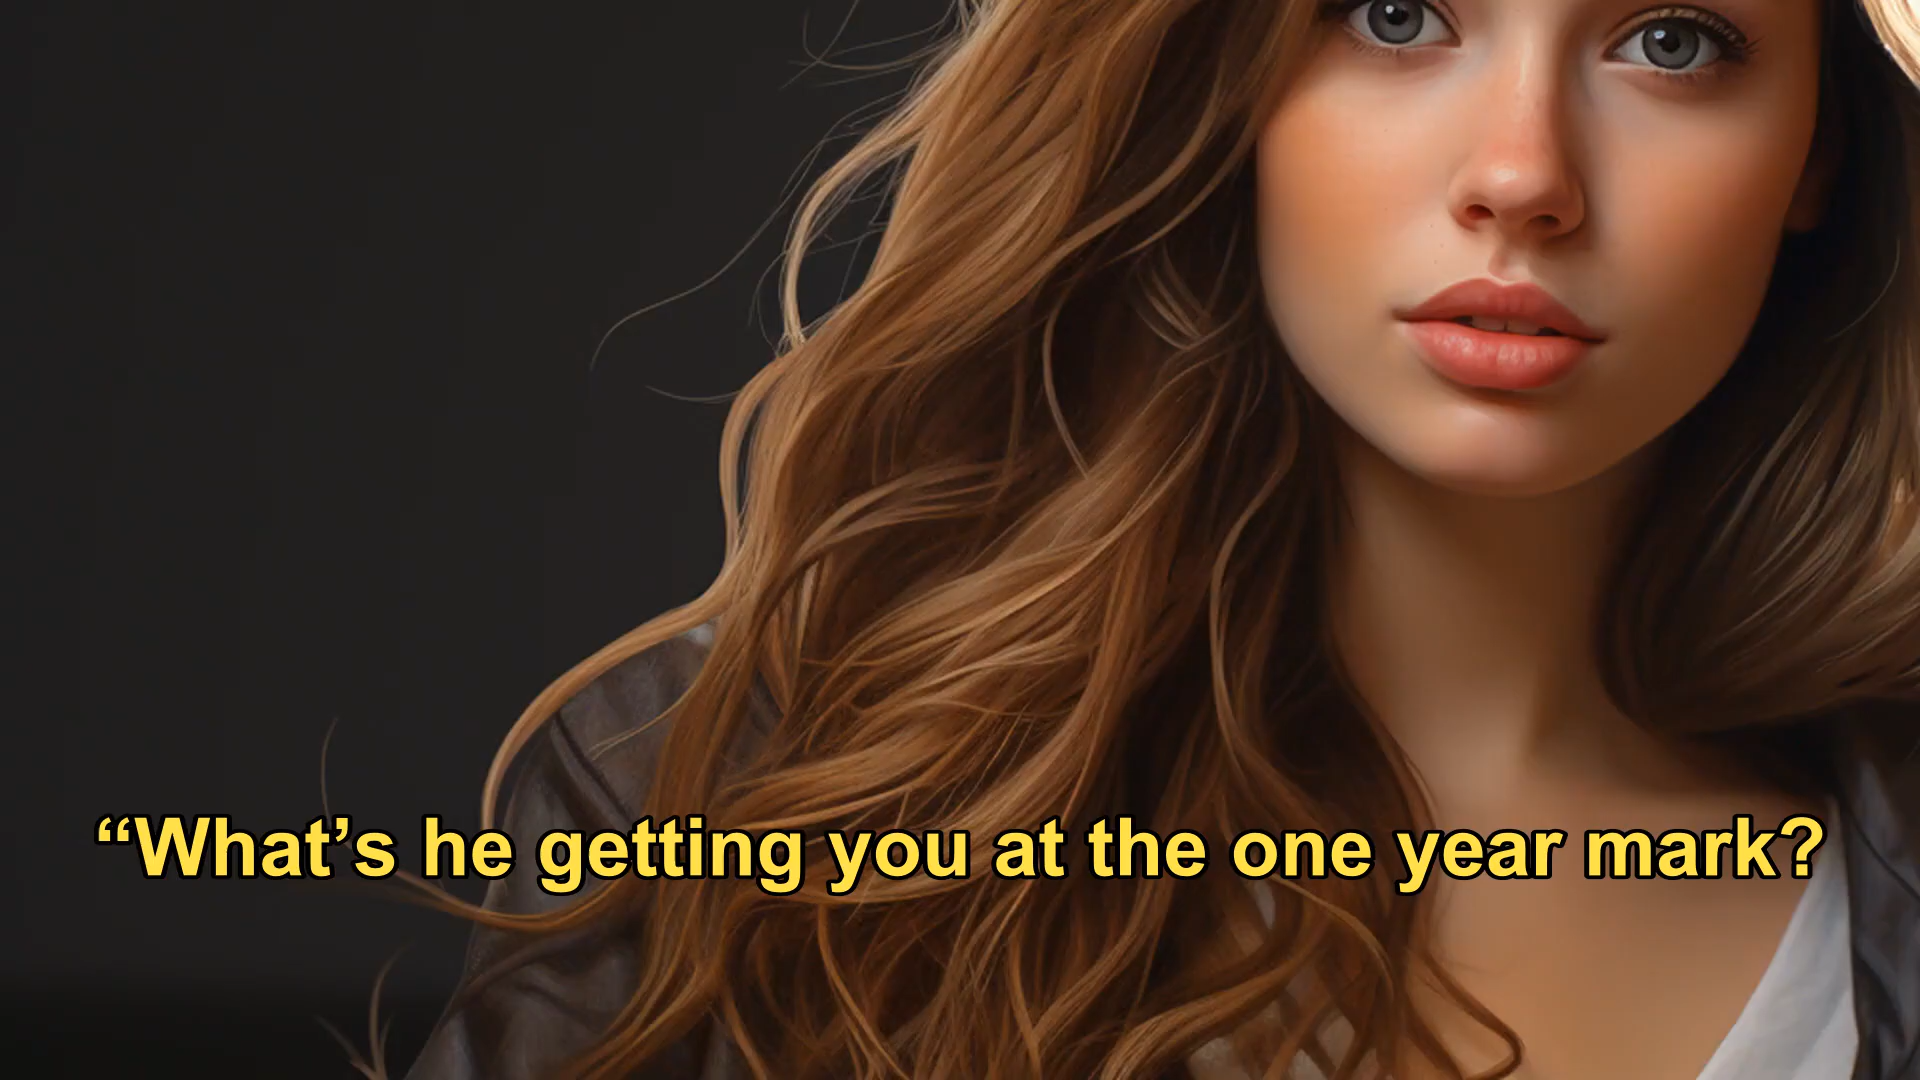 “What’s he getting you at the one year mark?